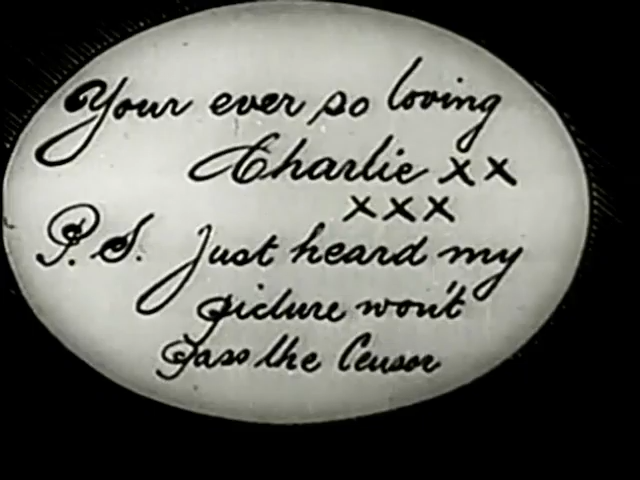 Your ever so loving
Charlie xx
xxx
P.S. Just heard my
picture won't
pass the Censor